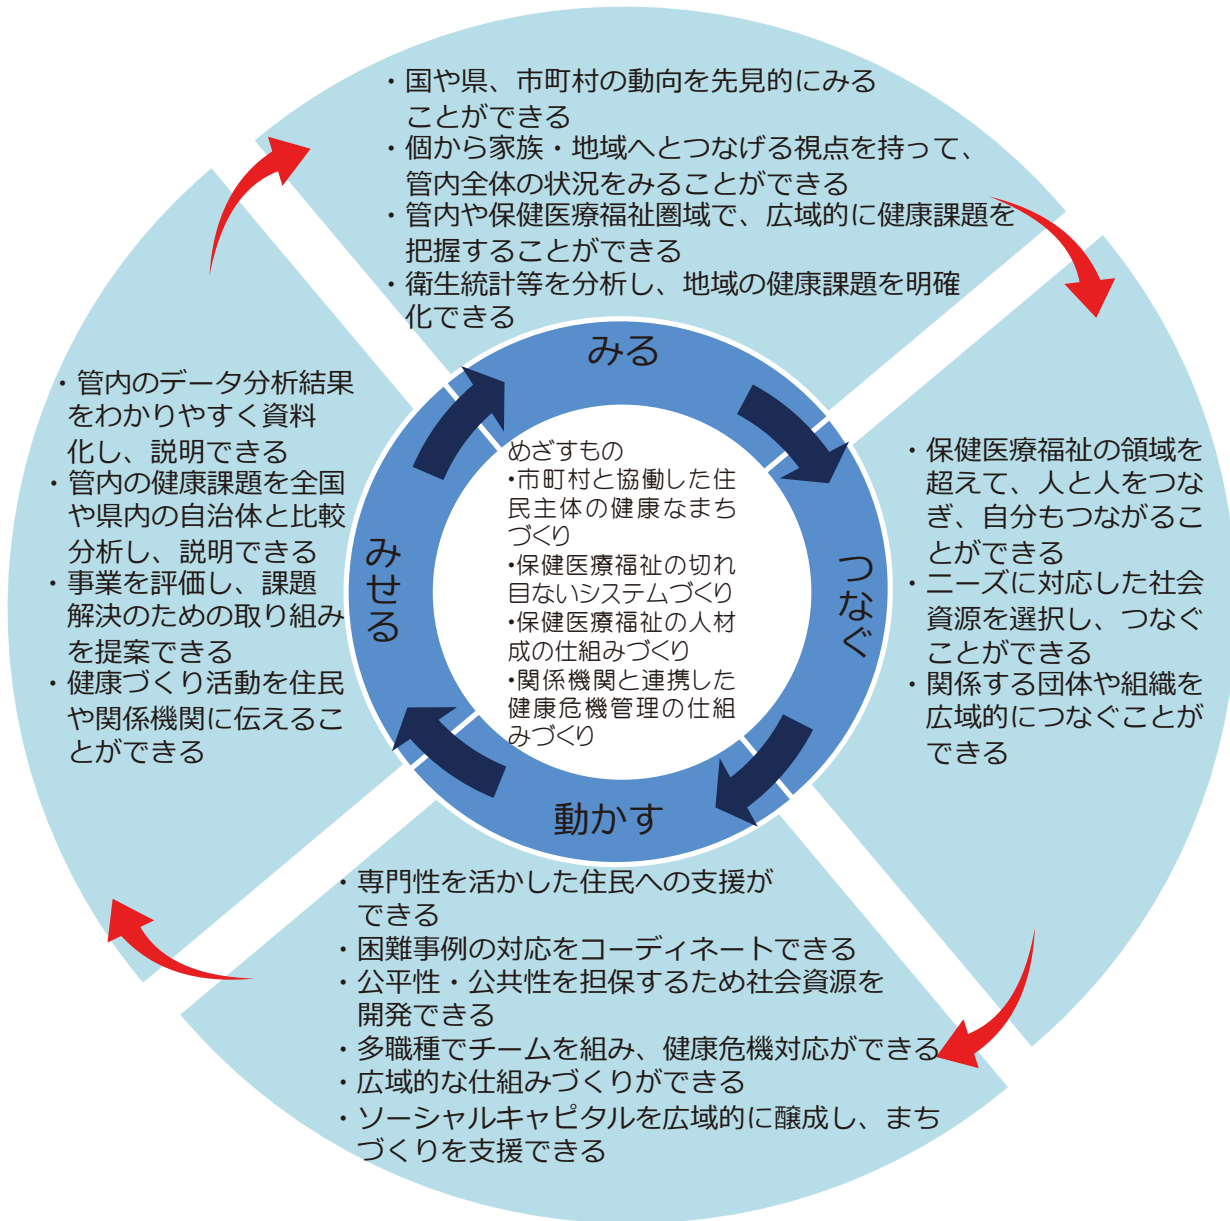 ・国や県、市町村の動向を先見的にみる
ことができる
・個から家族・地域へとつなげる視点を持って、
管内全体の状況をみることができる
・管内や保健医療福祉圏域で、広域的に健康課題を
把握することができる
・衛生統計等を分析し、地域の健康課題を明確
化できる
みる
・保健医療福祉の領域を
超えて、人と人をつな
ぎ、自分もつながるこ
とができる
・ニーズに対応した社会
資源を選択し、つなぐ
ことができる
・関係する団体や組織を
広域的につなぐことが
できる
つなぐ
動かす
・専門性を活かした住民への支援が
できる
・困難事例の対応をコーディネートできる
・公平性・公共性を担保するため社会資源を
開発できる
・多職種でチームを組み、健康危機対応ができる
・広域的な仕組みづくりができる
・ソーシャルキャピタルを広域的に醸成し、まち
づくりを支援できる
・管内のデータ分析結果
をわかりやすく資料
化し、説明できる
・管内の健康課題を全国
や県内の自治体と比較
分析し、説明できる
・事業を評価し、課題
解決のための取り組み
を提案できる
・健康づくり活動を住民
や関係機関に伝えるこ
とができる
みせる
めざすもの
•市町村と協働した住
民主体の健康なまち
づくり
•保健医療福祉の切れ
目ないシステムづくり
•保健医療福祉の人材
成の仕組みづくり
•関係機関と連携した
健康危機管理の仕組
みづくり